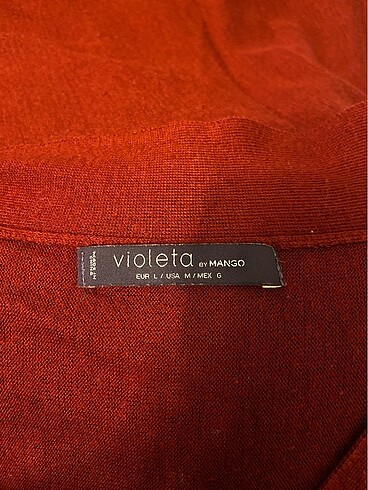 violeta BY MANGO
EUR L / USA M / MEX G